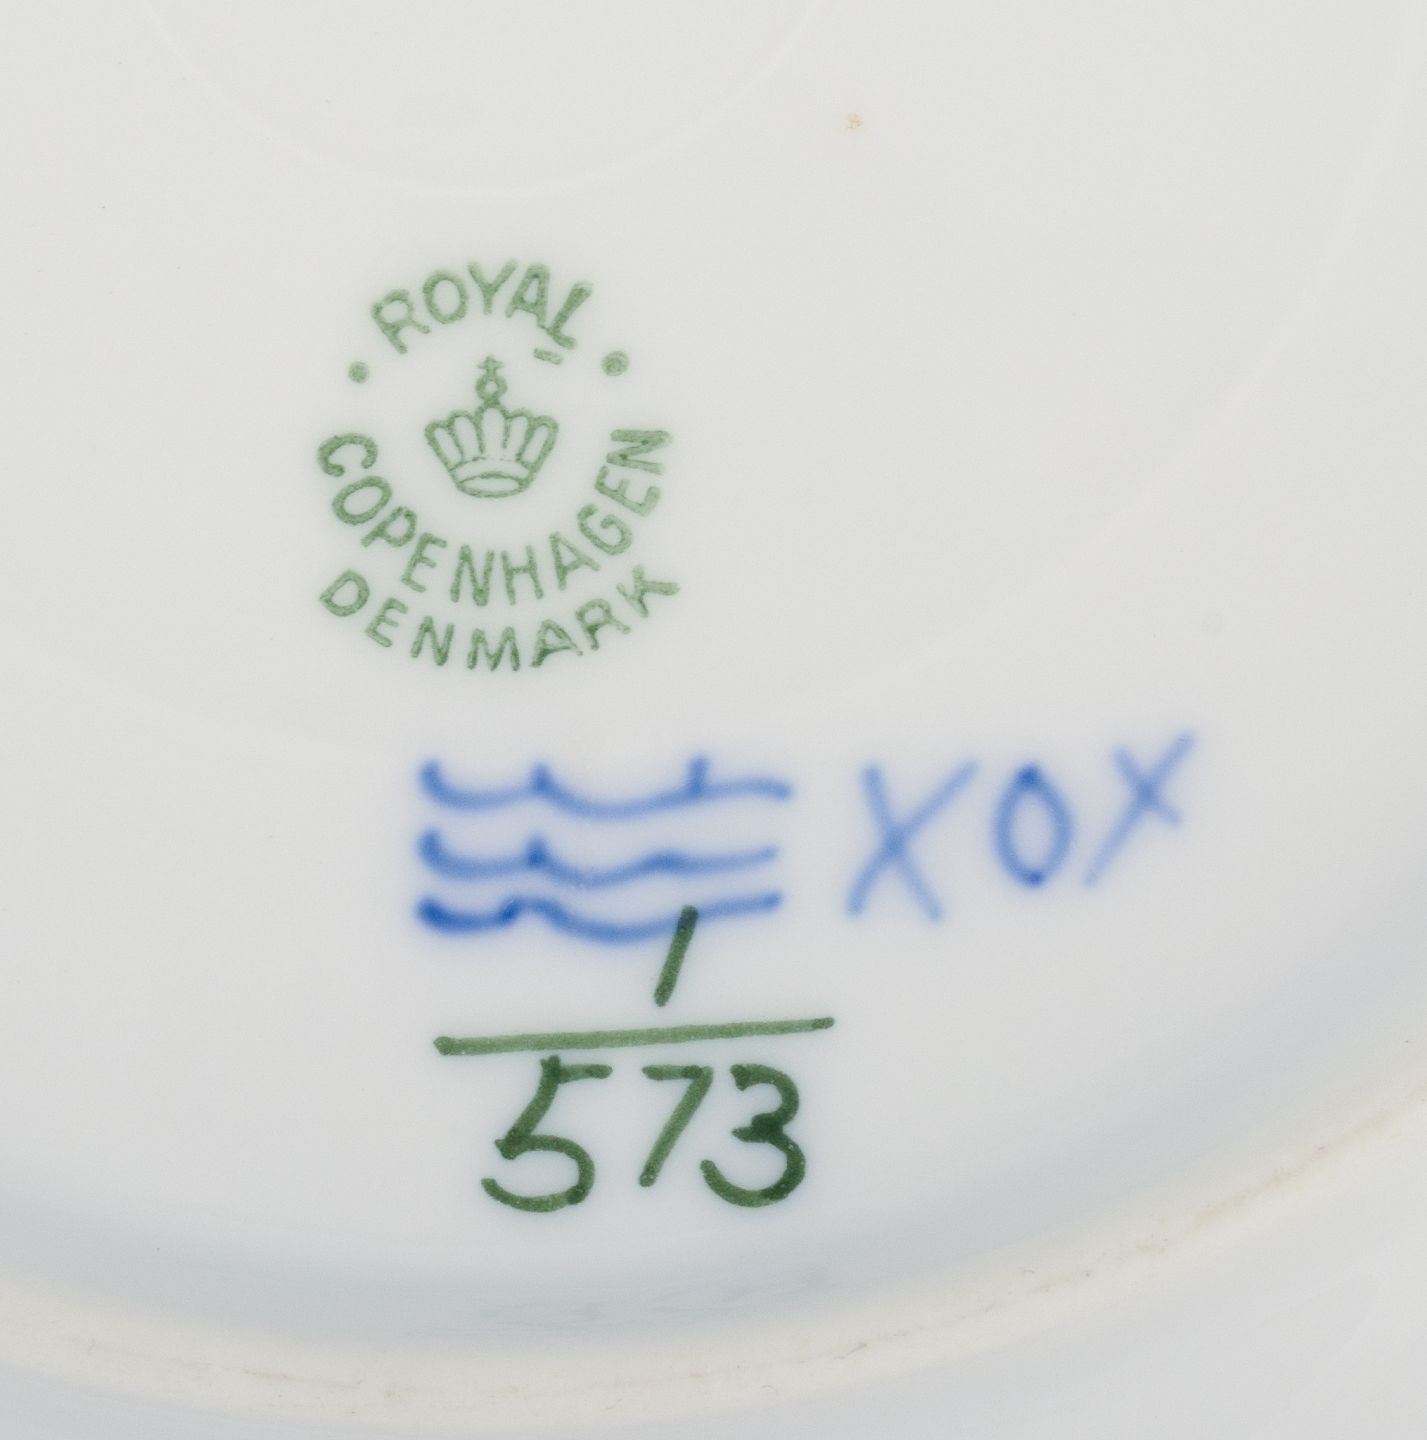 ROYAL
COPENHAGEN
DENMARK
XOX
1
573